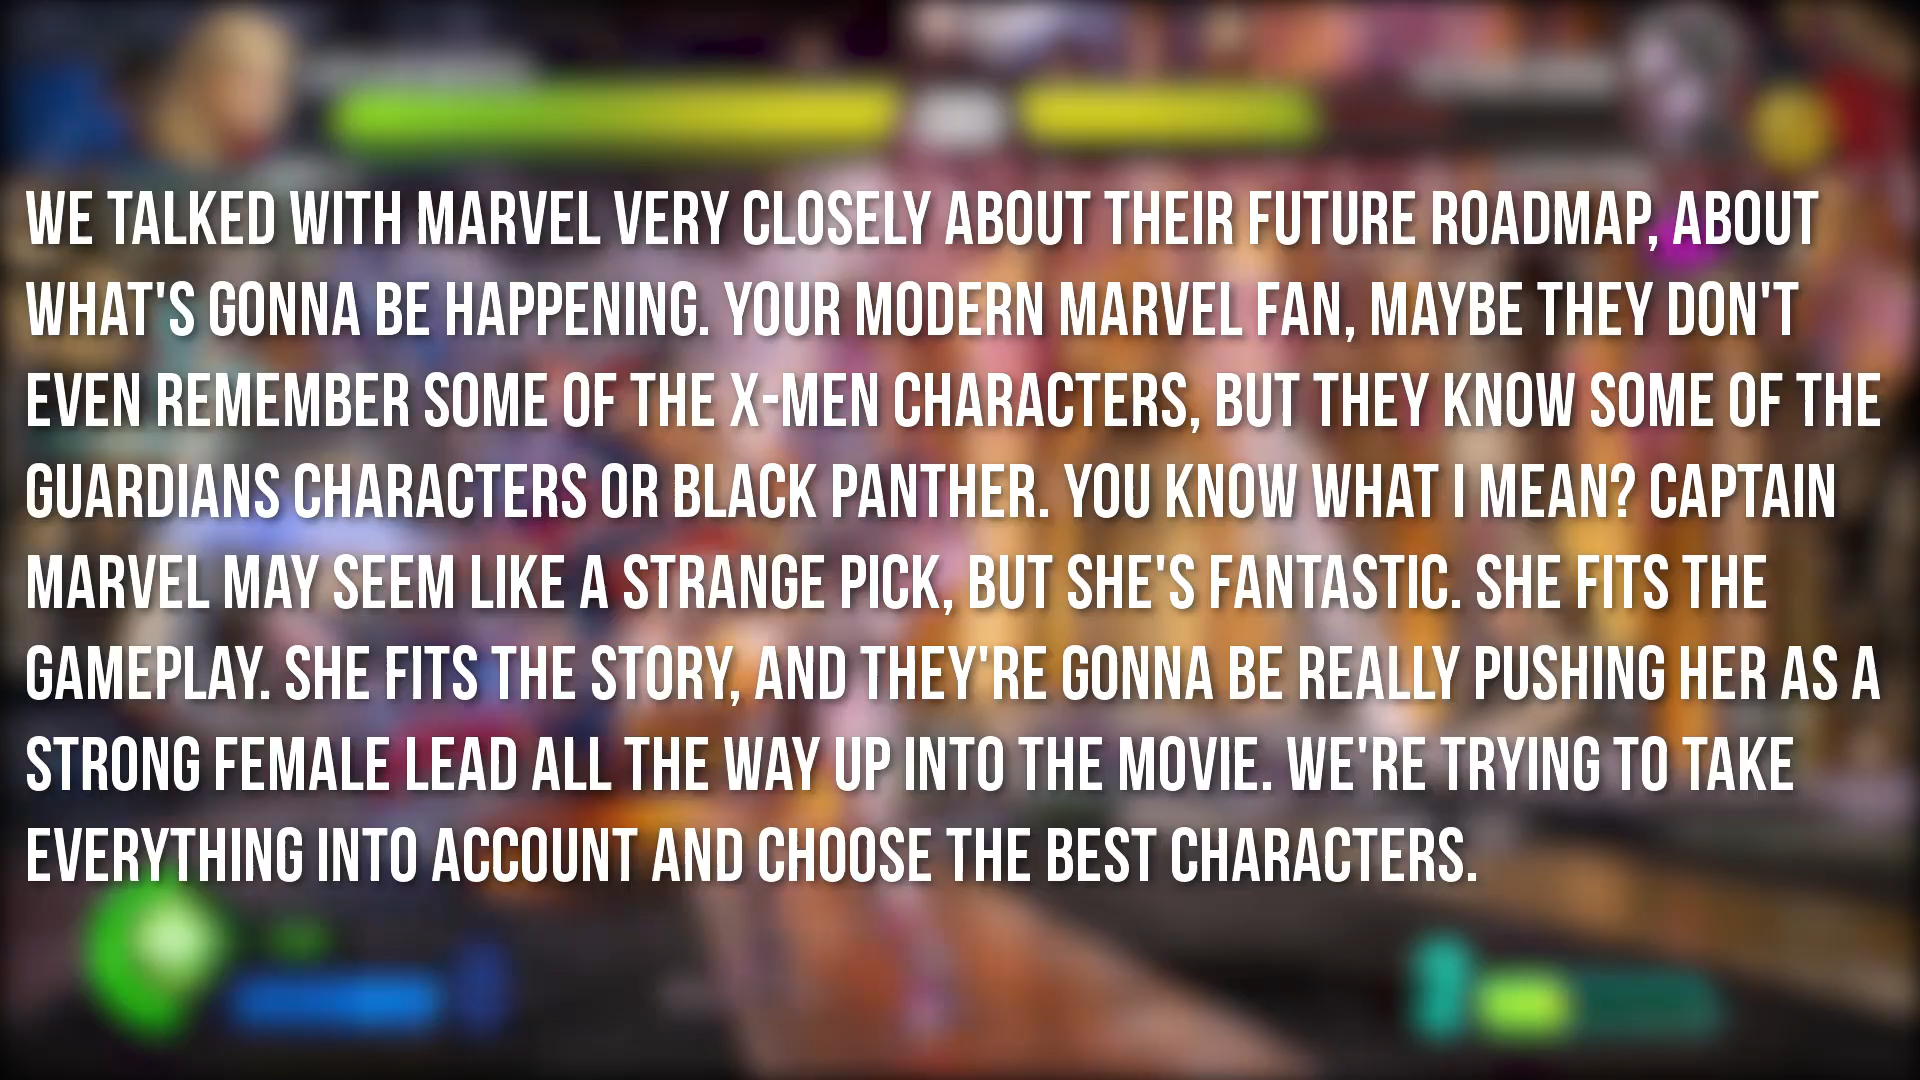 WE TALKED WITH MARVEL VERY CLOSELY ABOUT THEIR FUTURE ROADMAP, ABOUT
WHAT'S GONNA BE HAPPENING. YOUR MODERN MARVEL FAN, MAYBE THEY DON'T
EVEN REMEMBER SOME OF THE X-MEN CHARACTERS, BUT THEY KNOW SOME OF THE
GUARDIANS CHARACTERS OR BLACK PANTHER. YOU KNOW WHAT I MEAN? CAPTAIN
MARVEL MAY SEEM LIKE A STRANGE PICK, BUT SHE'S FANTASTIC. SHE FITS THE
GAMEPLAY. SHE FITS THE STORY, AND THEY'RE GONNA BE REALLY PUSHING HER AS A
STRONG FEMALE LEAD ALL THE WAY UP INTO THE MOVIE. WE'RE TRYING TO TAKE
EVERYTHING INTO ACCOUNT AND CHOOSE THE BEST CHARACTERS.